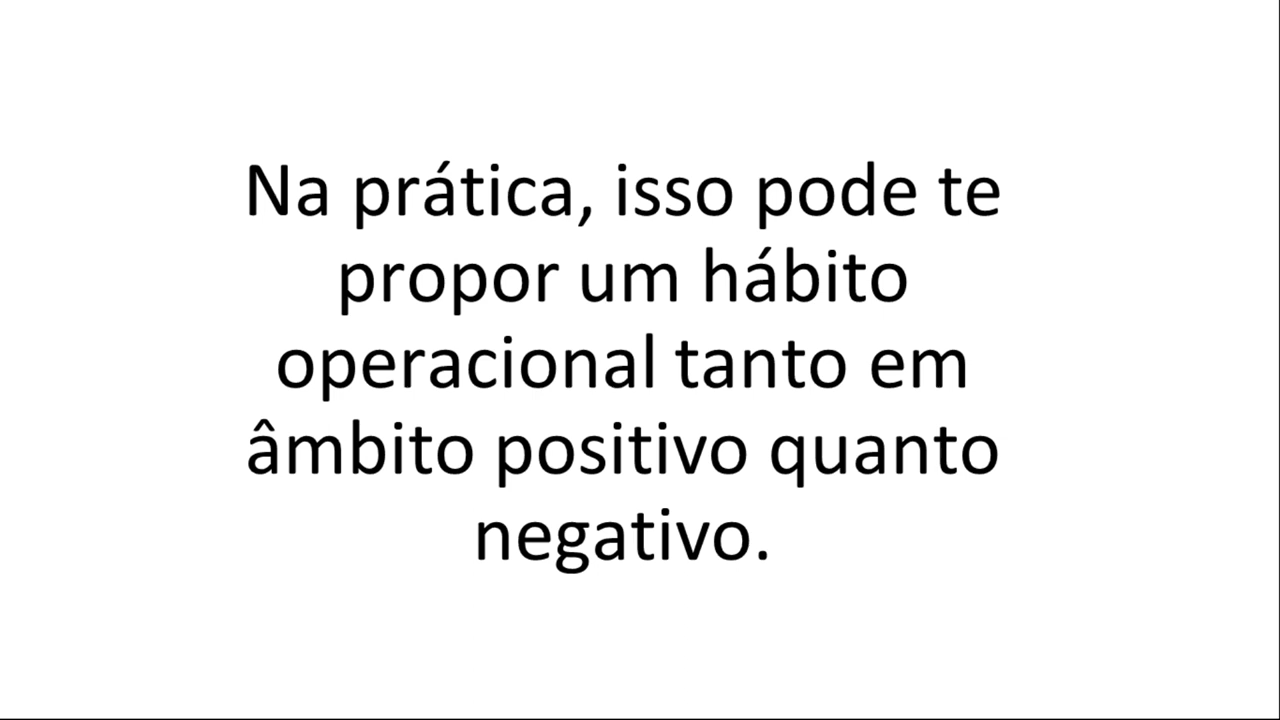 Na prática, isso pode te
propor um hábito
operacional tanto em
âmbito positivo quanto
negativo.